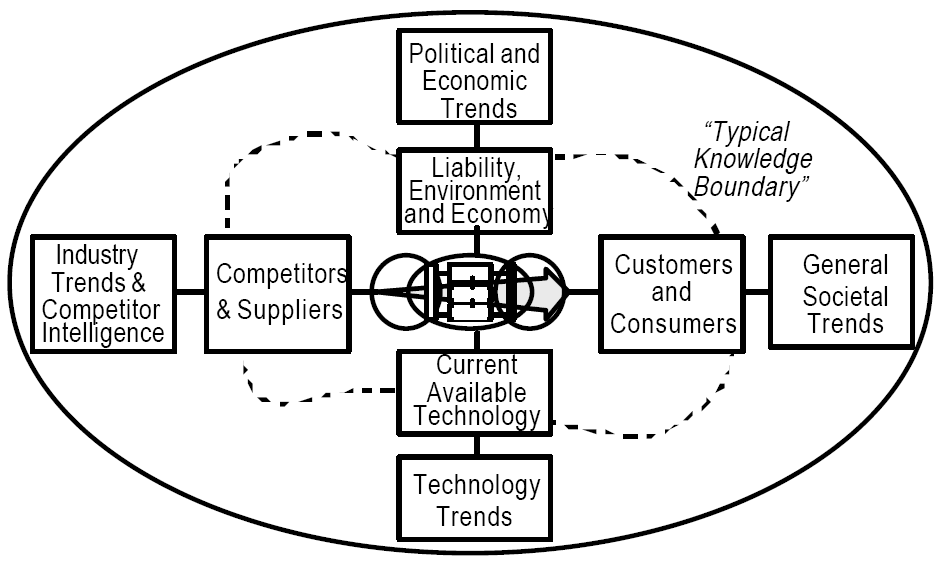 Political and
Economic
Trends
“Typical
Knowledge
Boundary”
Liability,
Environment
and Economy
Industry
Trends &
Competitor
Intelligence
Competitors
& Suppliers
Customers
and
Consumers
General
Societal
Trends
Current
Available
Technology
Technology
Trends